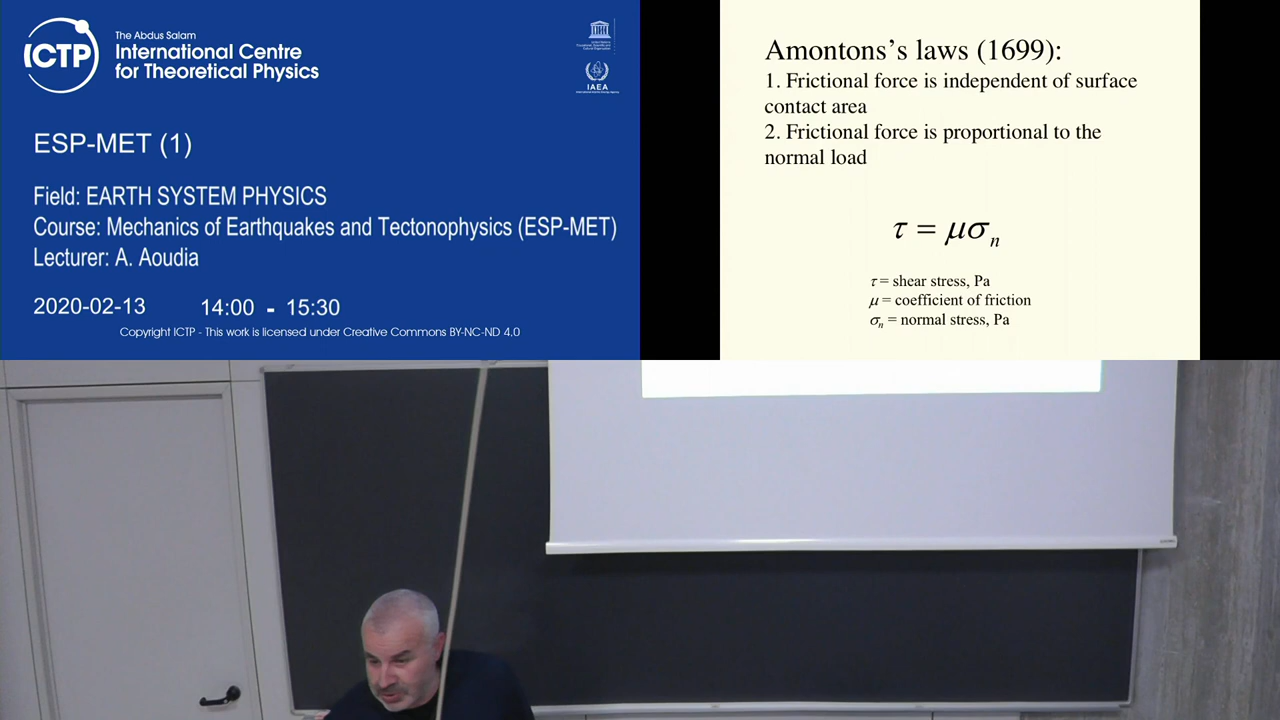 ICTP
The Abdus Salam
International Centre
for Theoretical Physics
IAEA
ESP-MET (1)
Field: EARTH SYSTEM PHYSICS
Course: Mechanics of Earthquakes and Tectonophysics (ESP-MET)
Lecturer: A. Aoudia
2020-02-13 14:00 - 15:30
Copyright ICTP - This work is licensed under Creative Commons BY-NC-ND 4.0
Amontons's laws (1699):
1. Frictional force is independent of surface
contact area
2. Frictional force is proportional to the
normal load
τ = μσn
τ = shear stress, Pa
μ = coefficient of friction
σn = normal stress, Pa